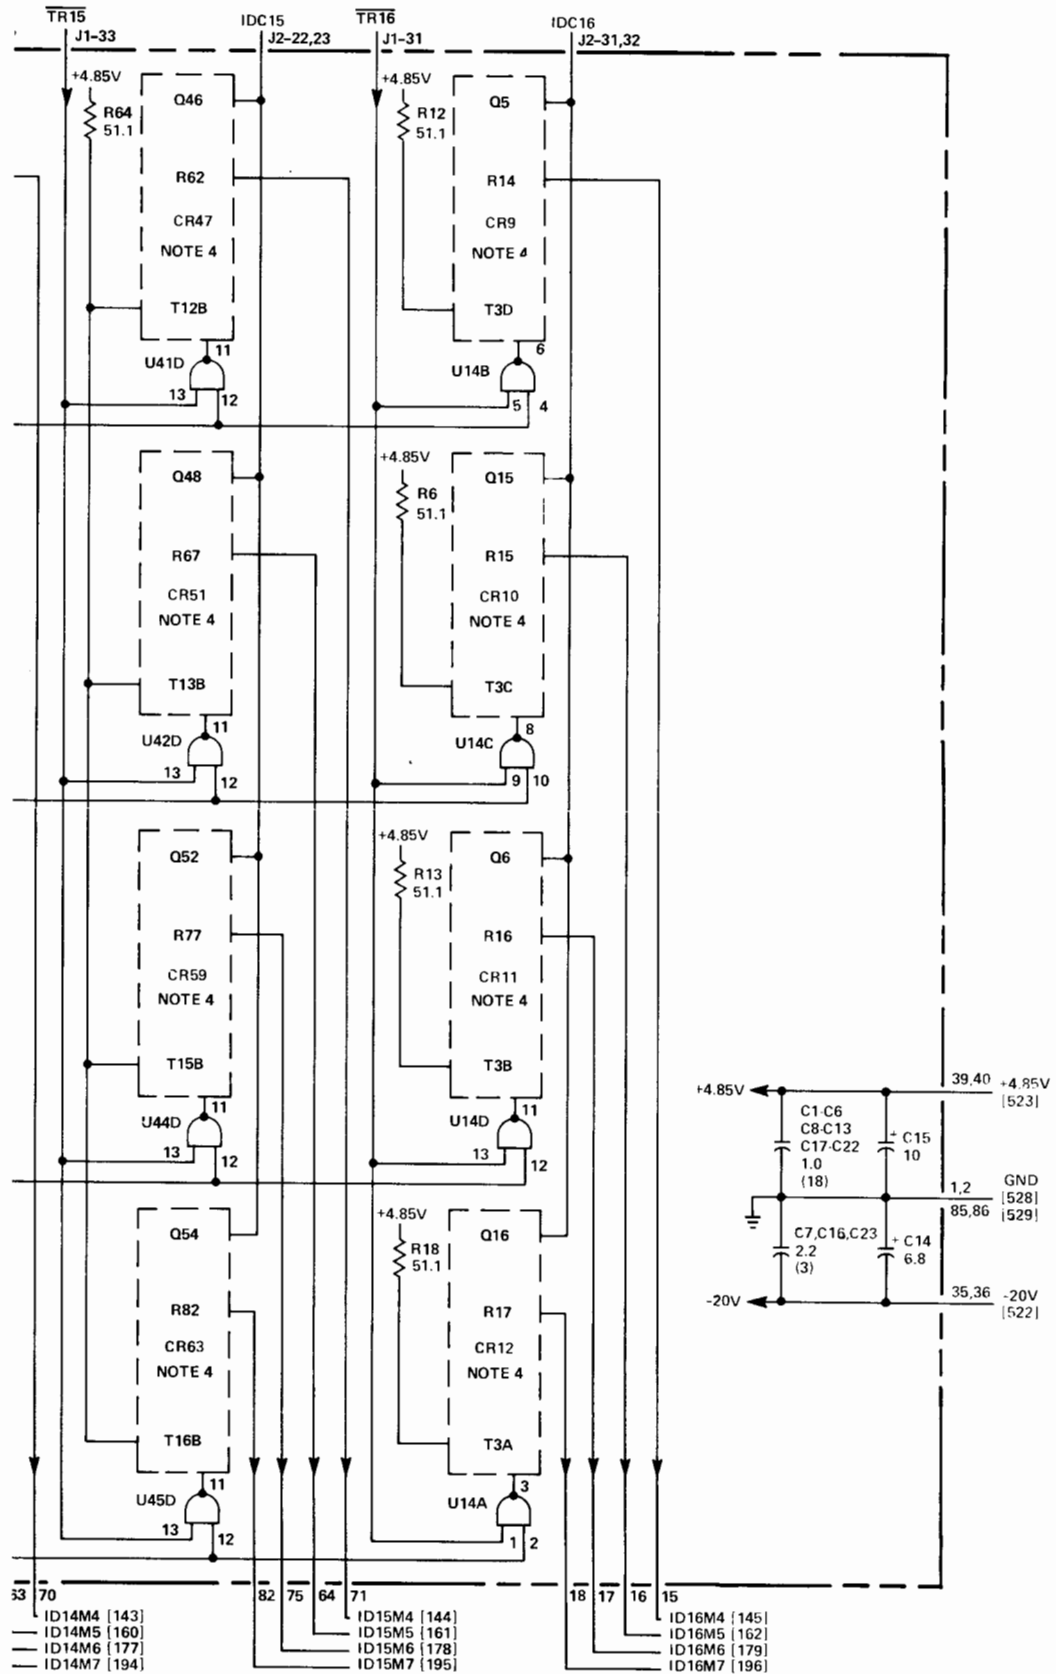 TR15 IDC15 TR16 IDC16
J1-33 J2-22,23 J1-31 J2-31,32
+4.85V Q46 +4.85V Q5
R64 51.1 R12 51.1
R62 R14
CR47 CR9
NOTE 4 NOTE 4
T12B T3D
U41D 11 U14B 6
13 12 5 4
+4.85V
Q48 Q15
R6 51.1
R67 R15
CR51 CR10
NOTE 4 NOTE 4
T13B T3C
U42D 11 U14C 8
13 12 9 10
+4.85V
Q52 Q6
R13 51.1
R77 R16
CR59 CR11
NOTE 4 NOTE 4
T15B T3B
U44D 11 U14D 11
13 12 13 12
+4.85V
Q54 Q16
R18 51.1
R82 R17
CR63 CR12
NOTE 4 NOTE 4
T16B T3A
U45D 11 U14A 3
13 12 1 2
+4.85V 39,40 +4.85V
[523]
C1-C6
C8-C13
C17-C22
1.0
(18)
+ C15
10
1,2 GND
[528]
85,86 [529]
C7,C16,C23
2.2
(3)
+ C14
6.8
-20V 35,36 -20V
[522]
63 70 82 75 64 71 18 17 16 15
ID14M4 [143] ID15M4 [144] ID16M4 [145]
ID14M5 [160] ID15M5 [161] ID16M5 [162]
ID14M6 [177] ID15M6 [178] ID16M6 [179]
ID14M7 [194] ID15M7 [195] ID16M7 [196]